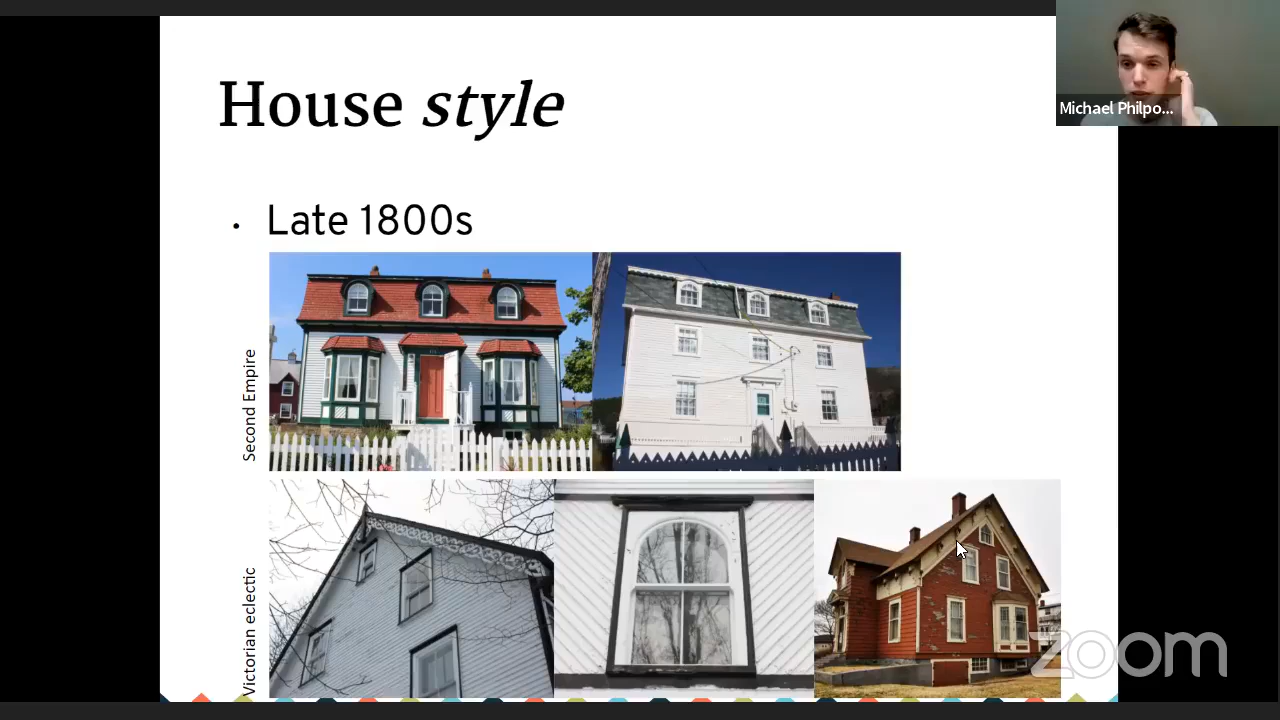 House style
Michael Philpo...
• Late 1800s
Second Empire
Victorian eclectic
zoom